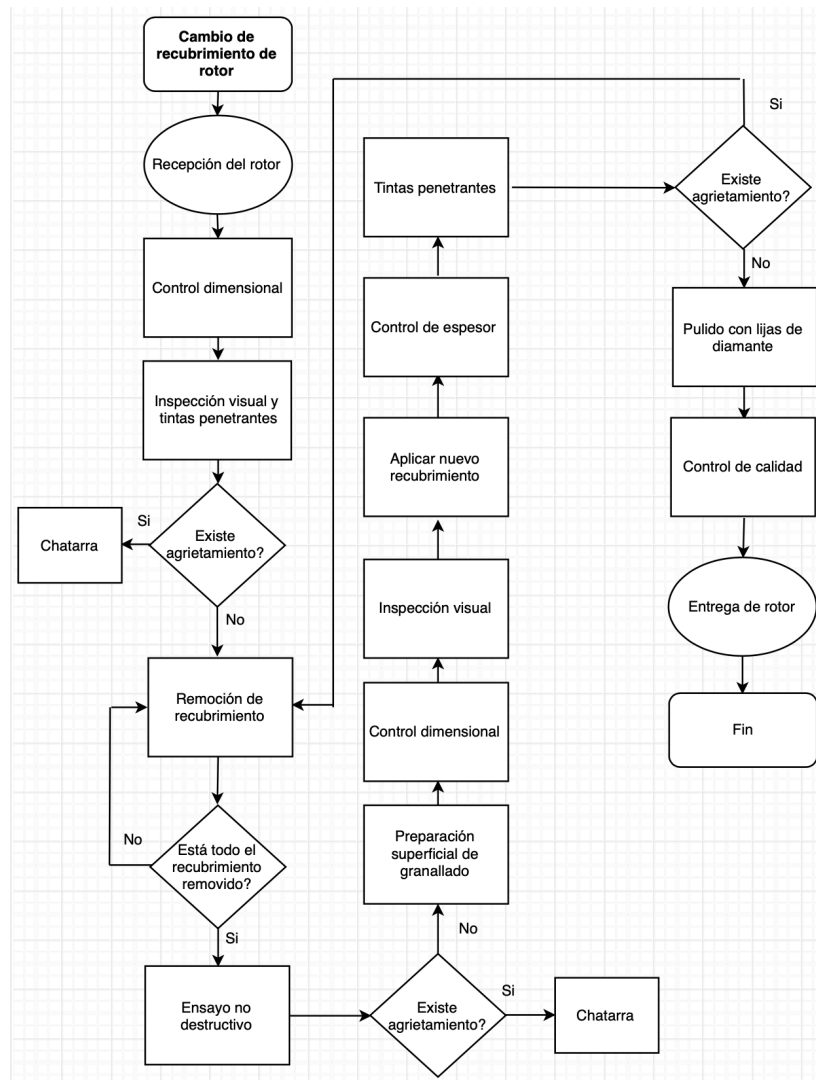 Cambio de
recubrimiento de
rotor
Recepción del rotor
Control dimensional
Inspección visual y
tintas penetrantes
Existe
agrietamiento?
Si
Chatarra
No
Remoción de
recubrimiento
Está todo el
recubrimiento
removido?
No
Si
Ensayo no
destructivo
Existe
agrietamiento?
Si
Chatarra
No
Preparación
superficial de
granallado
Control dimensional
Inspección visual
Aplicar nuevo
recubrimiento
Control de espesor
Tintas penetrantes
Existe
agrietamiento?
Si
No
Pulido con lijas de
diamante
Control de calidad
Entrega de rotor
Fin